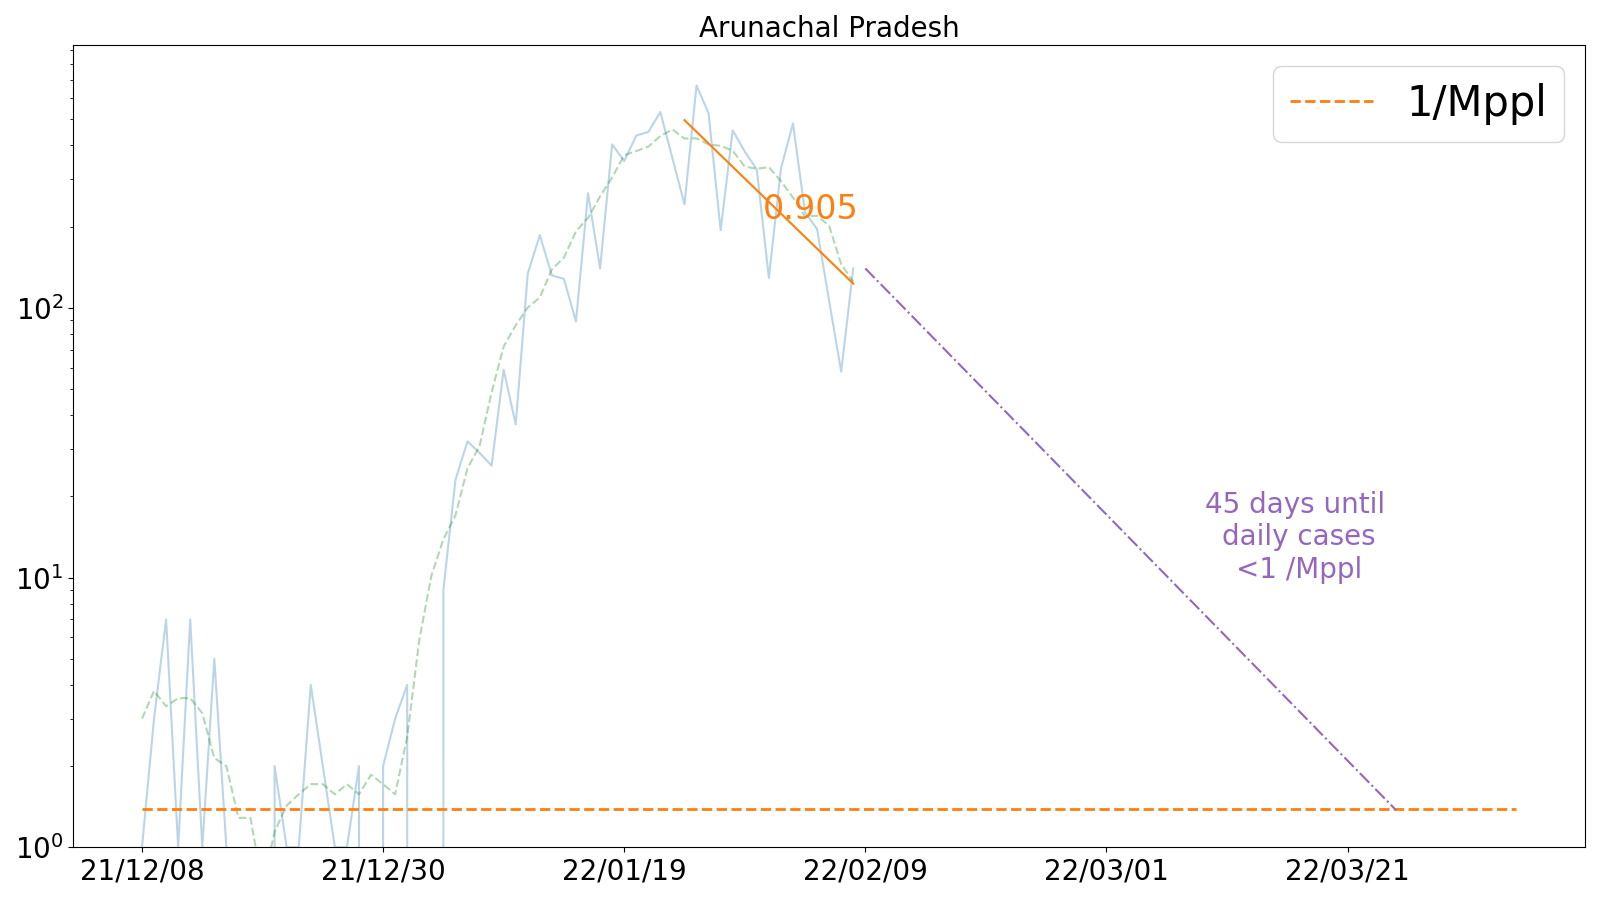 Arunachal Pradesh
1/Mppl
0.905
10²
45 days until
daily cases
<1 /Mppl
10¹
10⁰
21/12/08 21/12/30 22/01/19 22/02/09 22/03/01 22/03/21